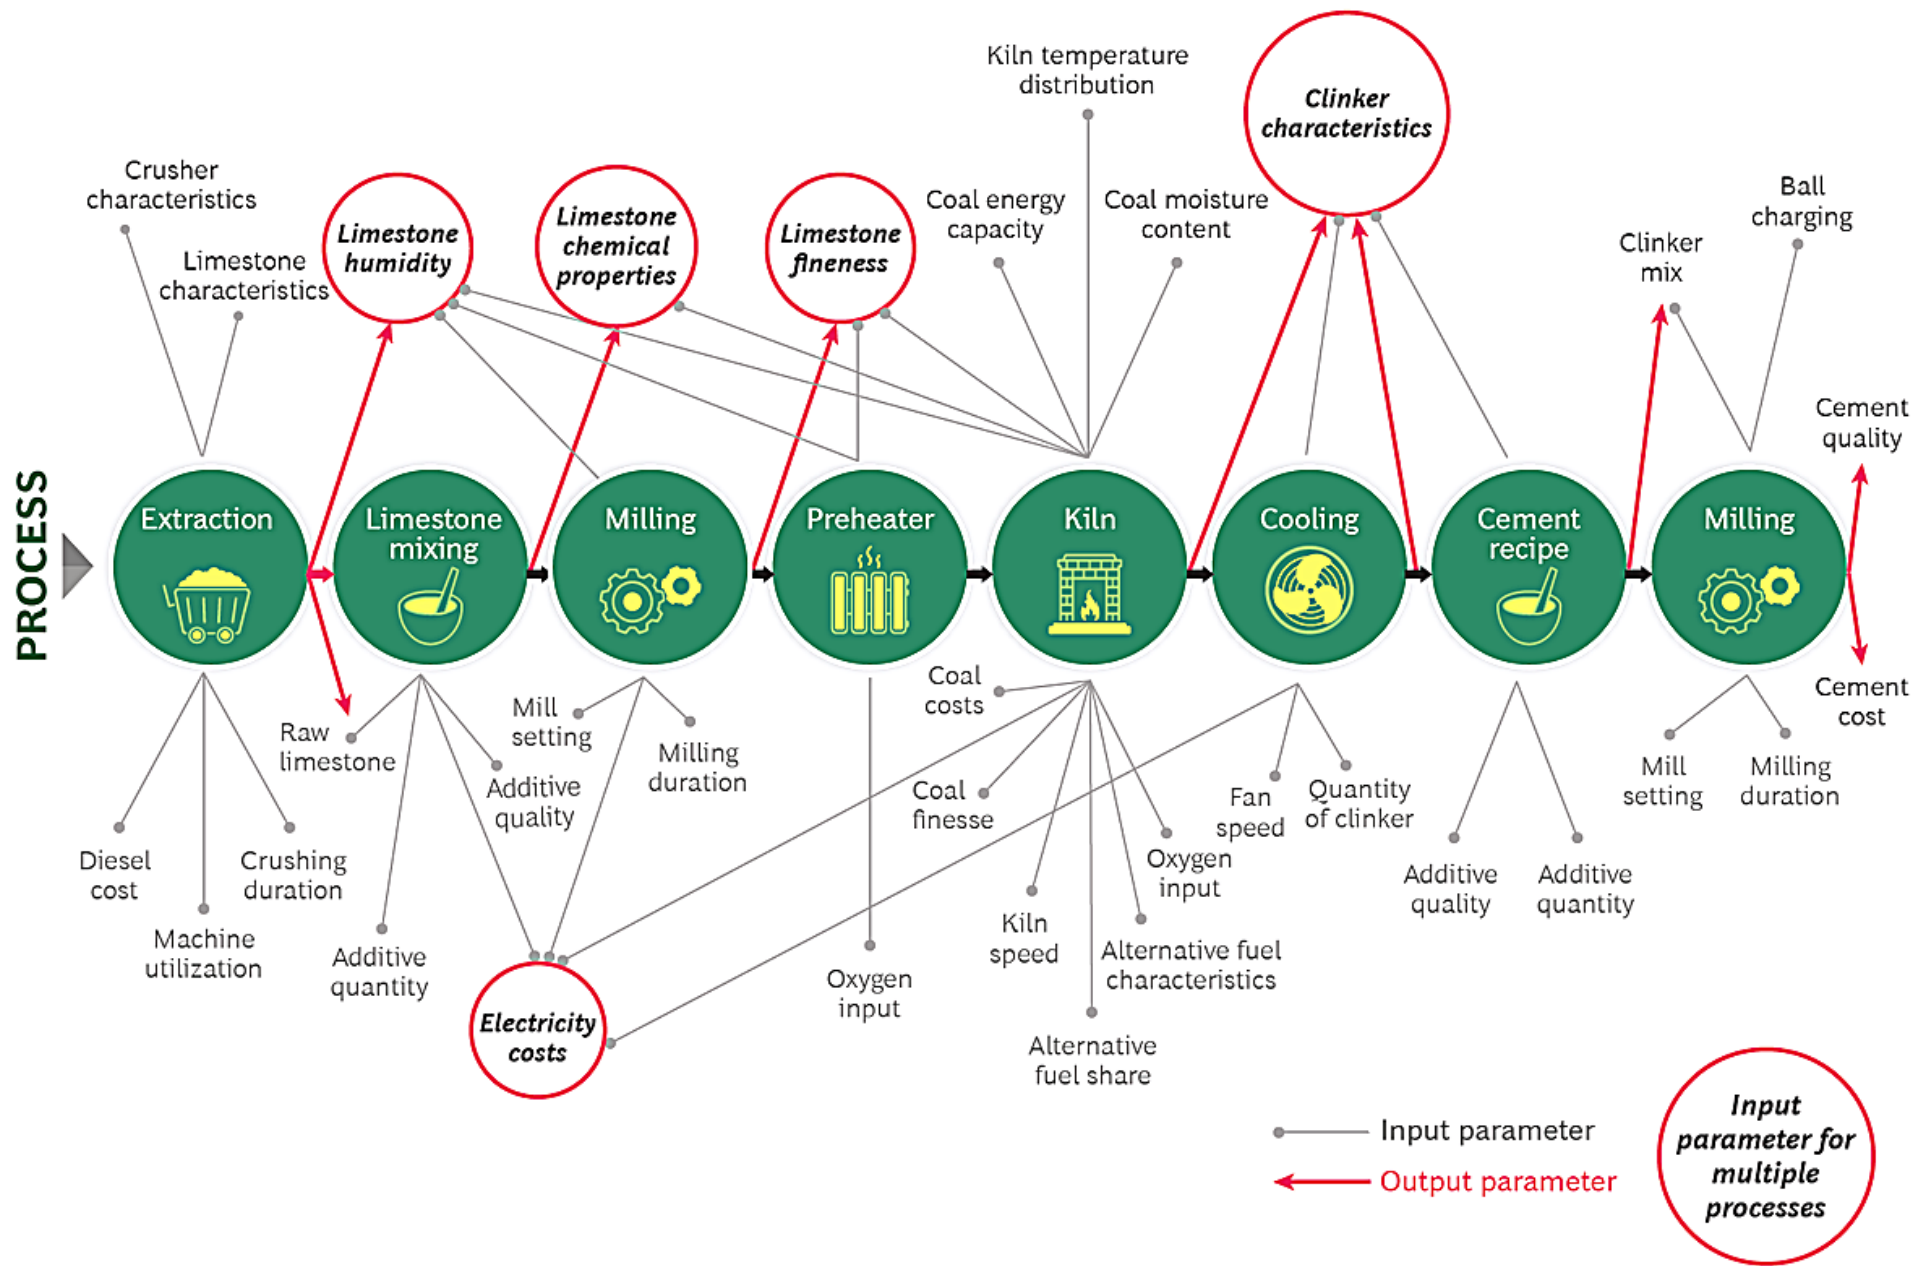 Kiln temperature
distribution
Clinker
characteristics
Crusher
characteristics
Limestone
characteristics
Limestone
humidity
Limestone
chemical
properties
Limestone
fineness
Coal energy
capacity
Coal moisture
content
Clinker
mix
Ball
charging
Cement
quality
PROCESS
Extraction
Limestone
mixing
Milling
Preheater
Kiln
Cooling
Cement
recipe
Milling
Cement
cost
Raw
limestone
Mill
setting
Milling
duration
Additive
quality
Coal
costs
Coal
finesse
Fan
speed
Quantity
of clinker
Mill
setting
Milling
duration
Diesel
cost
Machine
utilization
Crushing
duration
Additive
quantity
Electricity
costs
Oxygen
input
Kiln
speed
Oxygen
input
Alternative fuel
characteristics
Alternative
fuel share
Additive
quality
Additive
quantity
Input parameter
Output parameter
Input
parameter for
multiple
processes